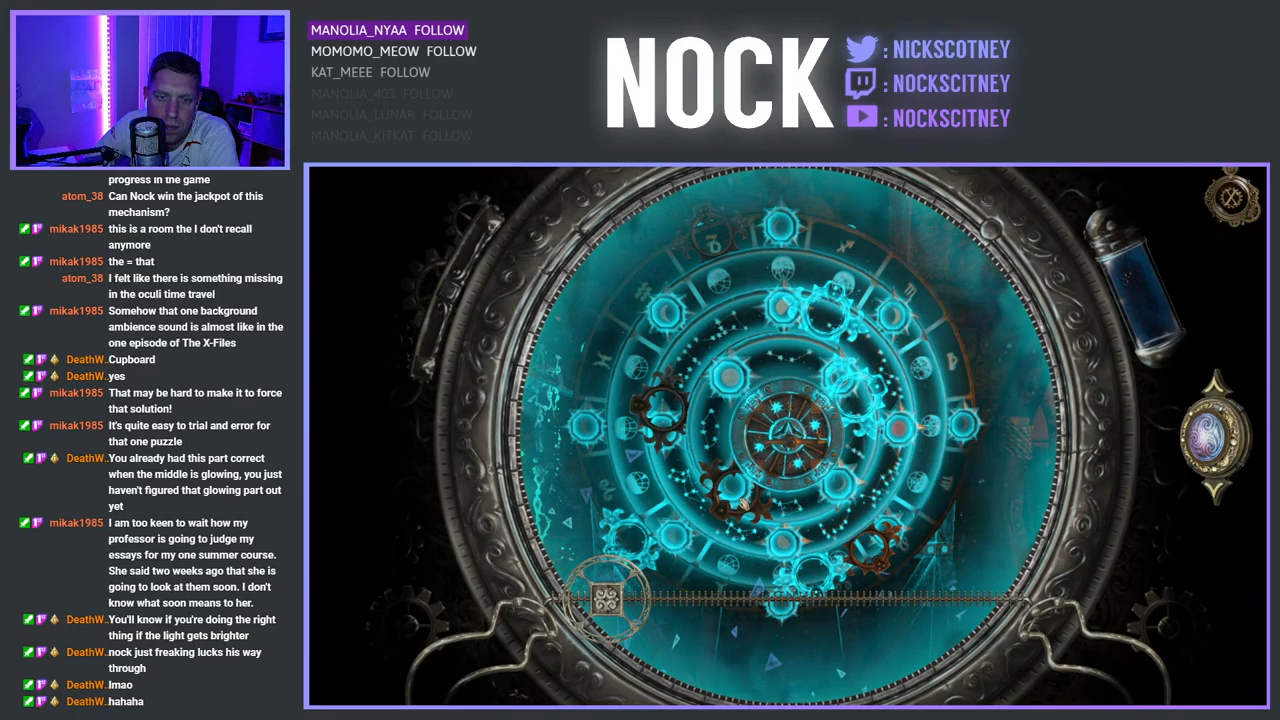 MANOLIA_NYAA FOLLOW
MOMOMO_MEOW FOLLOW
KAT_MEEE FOLLOW
MANOLIA_403 FOLLOW
MANOLIA_LUNAR FOLLOW
MANOLIA_KITKAT FOLLOW
NOCK
: NICKSCOTNEY
: NOCKSCITNEY
: NOCKSCITNEY
progress in the game
atom_38 Can Nock win the jackpot of this
mechanism?
mikak1985 this is a room the I don't recall
anymore
mikak1985 the = that
atom_38 I felt like there is something missing
in the oculi time travel
mikak1985 Somehow that one background
ambience sound is almost like in the
one episode of The X-Files
DeathW.. Cupboard
DeathW.. yes
mikak1985 That may be hard to make it to force
that solution!
mikak1985 It's quite easy to trial and error for
that one puzzle
DeathW.. You already had this part correct
when the middle is glowing, you just
haven't figured that glowing part out
yet
mikak1985 I am too keen to wait how my
professor is going to judge my
essays for my one summer course.
She said two weeks ago that she is
going to look at them soon. I don't
know what soon means to her.
DeathW.. You'll know if you're doing the right
thing if the light gets brighter
DeathW.. nock just freaking lucks his way
through
DeathW.. lmao
DeathW.. hahaha